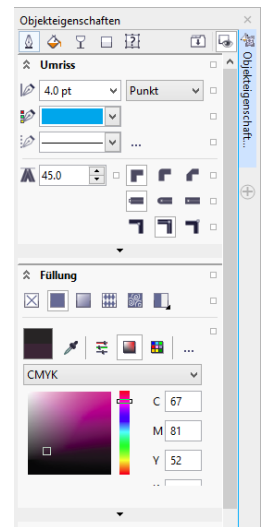 Objekteigenschaften
Umriss
4.0 pt
Punkt
...
45.0
Füllung
...
CMYK
C 67
M 81
Y 52
Objekteigenschaft...